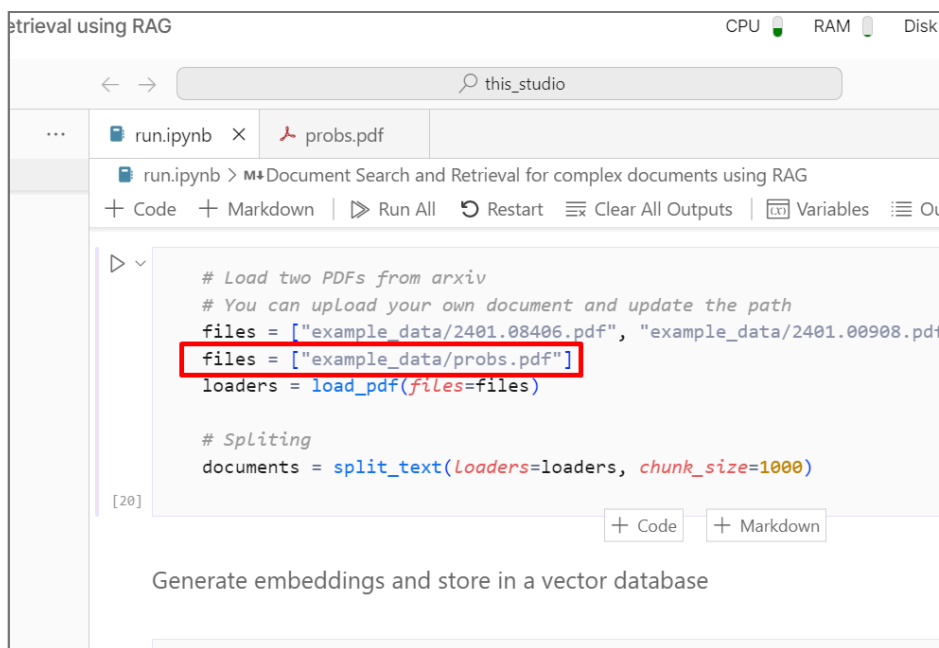 etrieval using RAG
CPU RAM Disk
this_studio
run.ipynb probs.pdf
run.ipynb > M↓Document Search and Retrieval for complex documents using RAG
+ Code + Markdown Run All Restart Clear All Outputs Variables Ou
# Load two PDFs from arxiv
# You can upload your own document and update the path
files = ["example_data/2401.08406.pdf", "example_data/2401.00908.pdf
files = ["example_data/probs.pdf"]
loaders = load_pdf(files=files)
# Spliting
documents = split_text(loaders=loaders, chunk_size=1000)
[20]
+ Code + Markdown
Generate embeddings and store in a vector database